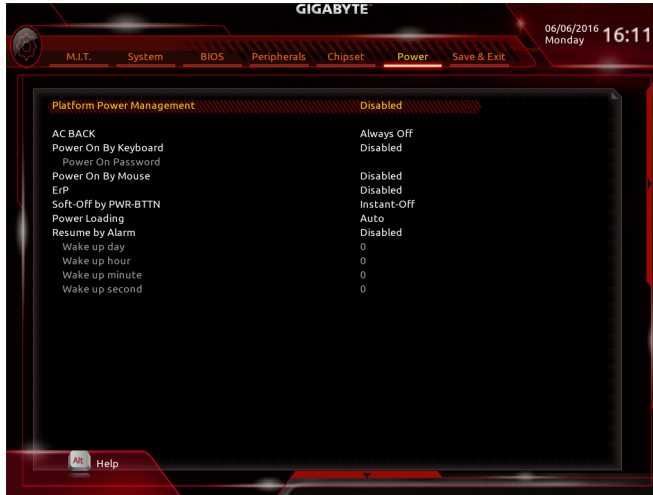 GIGABYTE
06/06/2016 16:11
Monday
M.I.T. System BIOS Peripherals Chipset Power Save & Exit
Platform Power Management Disabled
AC BACK Always Off
Power On By Keyboard Disabled
Power On Password
Power On By Mouse Disabled
ErP Disabled
Soft-Off by PWR-BTTN Instant-Off
Power Loading Auto
Resume by Alarm Disabled
Wake up day 0
Wake up hour 0
Wake up minute 0
Wake up second 0
Alt Help